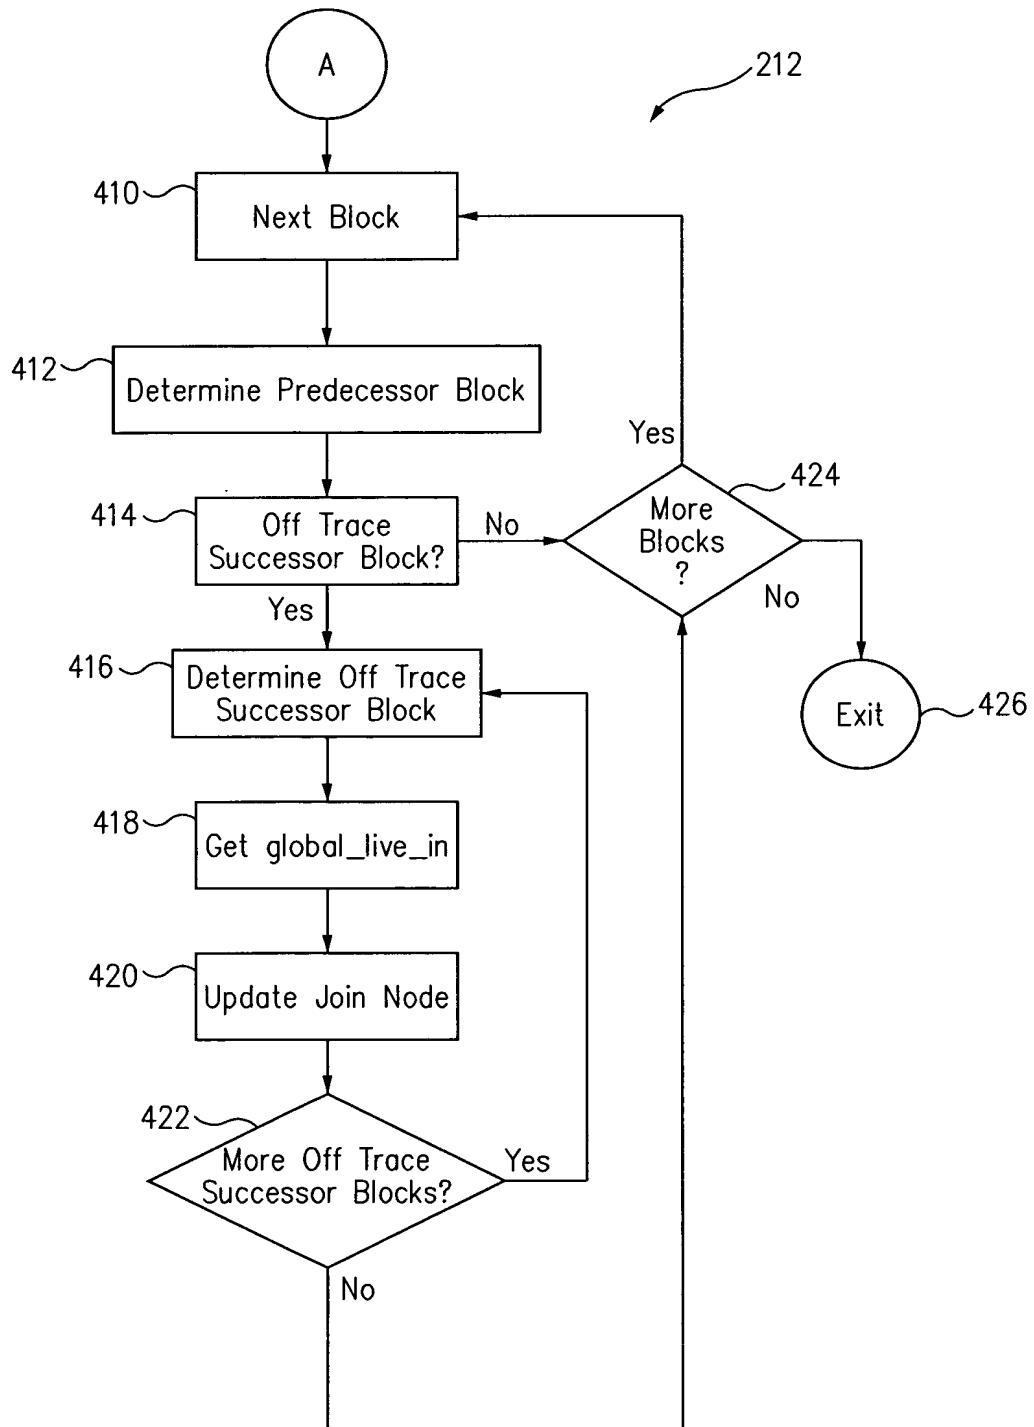 A
212
410
Next Block
412
Determine Predecessor Block
Yes
424
414
Off Trace
Successor Block?
No
More
Blocks
?
No
Yes
416
Determine Off Trace
Successor Block
Exit
426
418
Get global_live_in
420
Update Join Node
422
More Off Trace
Successor Blocks?
Yes
No